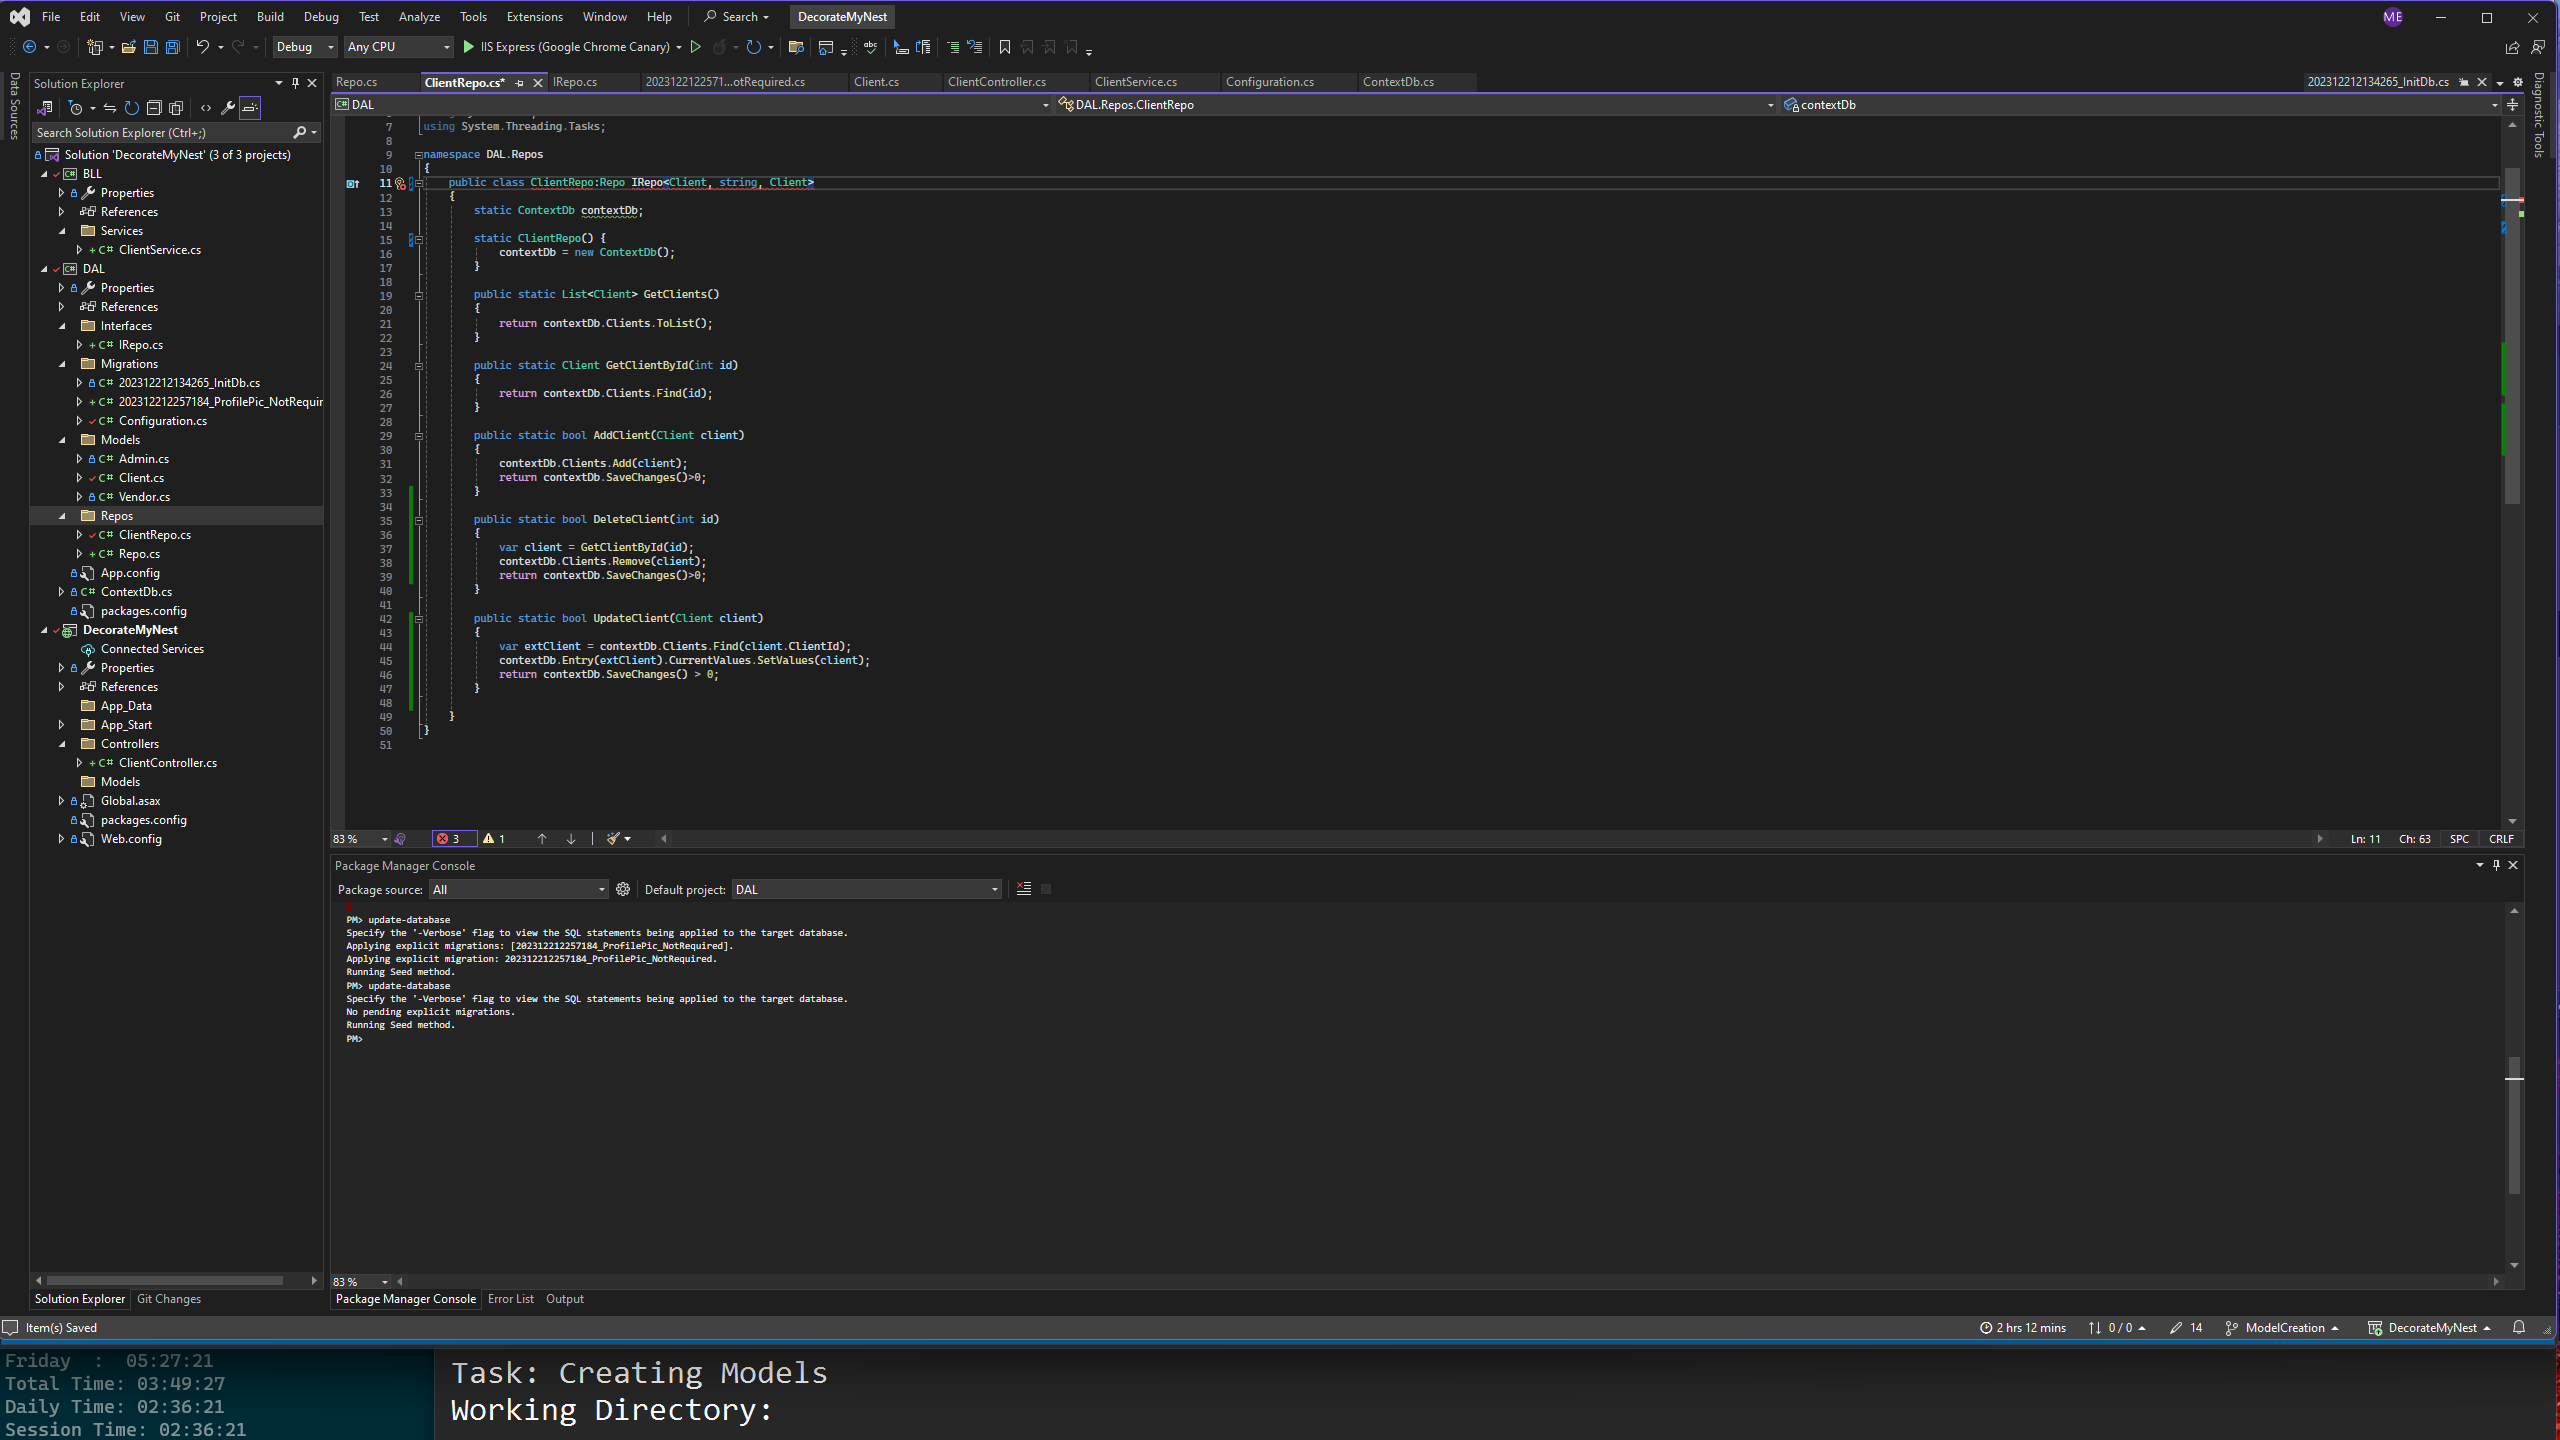 File Edit View Git Project Build Debug Test Analyze Tools Extensions Window Help Search DecorateMyNest ME
Debug Any CPU IIS Express (Google Chrome Canary)
Data Sources
Solution Explorer
Search Solution Explorer (Ctrl+;)
Solution 'DecorateMyNest' (3 of 3 projects)
BLL
Properties
References
Services
C# ClientService.cs
DAL
Properties
References
Interfaces
C# IRepo.cs
Migrations
C# 202312212134265_InitDb.cs
C# 202312212257184_ProfilePic_NotRequir
C# Configuration.cs
Models
C# Admin.cs
C# Client.cs
C# Vendor.cs
Repos
C# ClientRepo.cs
C# Repo.cs
App.config
C# ContextDb.cs
packages.config
DecorateMyNest
Connected Services
Properties
References
App_Data
App_Start
Controllers
C# ClientController.cs
Models
Global.asax
packages.config
Web.config
Solution Explorer Git Changes
Repo.cs ClientRepo.cs* IRepo.cs 2023122122571...otRequired.cs Client.cs ClientController.cs ClientService.cs Configuration.cs ContextDb.cs 202312212134265_InitDb.cs
Diagnostic Tools
C# DAL DAL.Repos.ClientRepo contextDb
7 using System.Threading.Tasks;
8
9 namespace DAL.Repos
10 {
11 public class ClientRepo:Repo IRepo<Client, string, Client>
12 {
13 static ContextDb contextDb;
14
15 static ClientRepo() {
16 contextDb = new ContextDb();
17 }
18
19 public static List<Client> GetClients()
20 {
21 return contextDb.Clients.ToList();
22 }
23
24 public static Client GetClientById(int id)
25 {
26 return contextDb.Clients.Find(id);
27 }
28
29 public static bool AddClient(Client client)
30 {
31 contextDb.Clients.Add(client);
32 return contextDb.SaveChanges()>0;
33 }
34
35 public static bool DeleteClient(int id)
36 {
37 var client = GetClientById(id);
38 contextDb.Clients.Remove(client);
39 return contextDb.SaveChanges()>0;
40 }
41
42 public static bool UpdateClient(Client client)
43 {
44 var extClient = contextDb.Clients.Find(client.ClientId);
45 contextDb.Entry(extClient).CurrentValues.SetValues(client);
46 return contextDb.SaveChanges() > 0;
47 }
48
49 }
50 }
51
83 % 3 1 Ln: 11 Ch: 63 SPC CRLF
Package Manager Console
Package source: All Default project: DAL
PM> update-database
Specify the '-Verbose' flag to view the SQL statements being applied to the target database.
Applying explicit migrations: [202312212257184_ProfilePic_NotRequired].
Applying explicit migration: 202312212257184_ProfilePic_NotRequired.
Running Seed method.
PM> update-database
Specify the '-Verbose' flag to view the SQL statements being applied to the target database.
No pending explicit migrations.
Running Seed method.
PM>
83 %
Package Manager Console Error List Output
Item(s) Saved 2 hrs 12 mins 0 / 0 14 ModelCreation DecorateMyNest
Friday : 05:27:21
Total Time: 03:49:27
Daily Time: 02:36:21
Session Time: 02:36:21
Task: Creating Models
Working Directory: